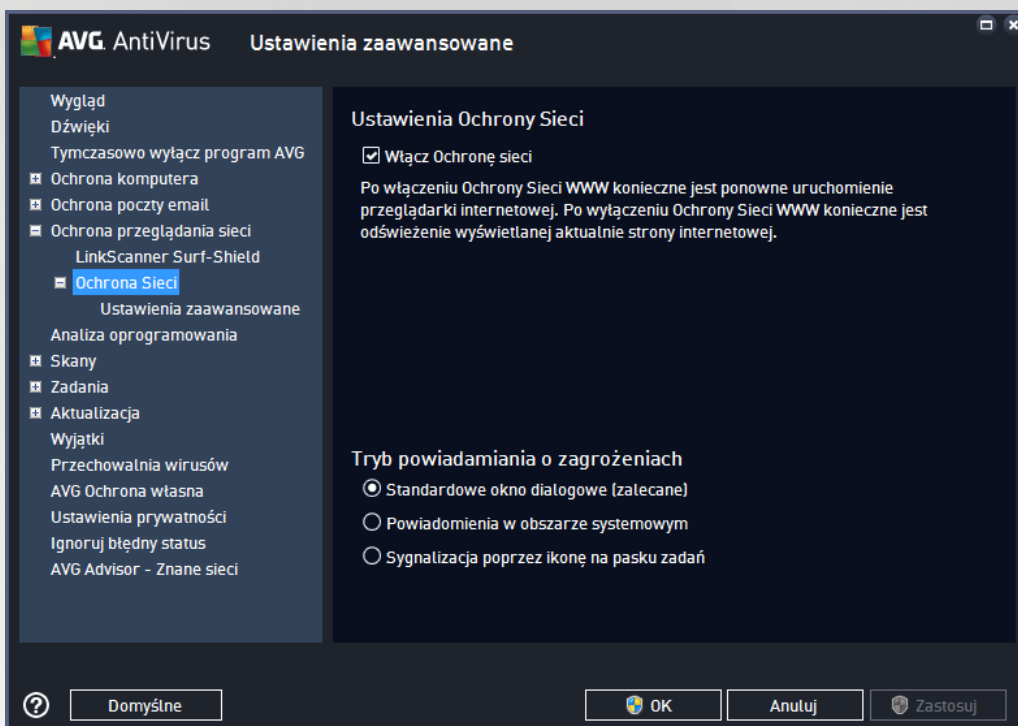 AVG AntiVirus Ustawienia zaawansowane
Wygląd
Dźwięki
Tymczasowo wyłącz program AVG
Ochrona komputera
Ochrona poczty email
Ochrona przeglądania sieci
LinkScanner Surf-Shield
Ochrona Sieci
Ustawienia zaawansowane
Analiza oprogramowania
Skany
Zadania
Aktualizacja
Wyjątki
Przechowalnia wirusów
AVG Ochrona własna
Ustawienia prywatności
Ignoruj błędny status
AVG Advisor - Znane sieci
Ustawienia Ochrony Sieci
Włącz Ochronę sieci
Po włączeniu Ochrony Sieci WWW konieczne jest ponowne uruchomienie
przeglądarki internetowej. Po wyłączeniu Ochrony Sieci WWW konieczne jest
odświeżenie wyświetlanej aktualnie strony internetowej.
Tryb powiadamiania o zagrożeniach
Standardowe okno dialogowe (zalecane)
Powiadomienia w obszarze systemowym
Sygnalizacja poprzez ikonę na pasku zadań
? Domyślne OK Anuluj Zastosuj